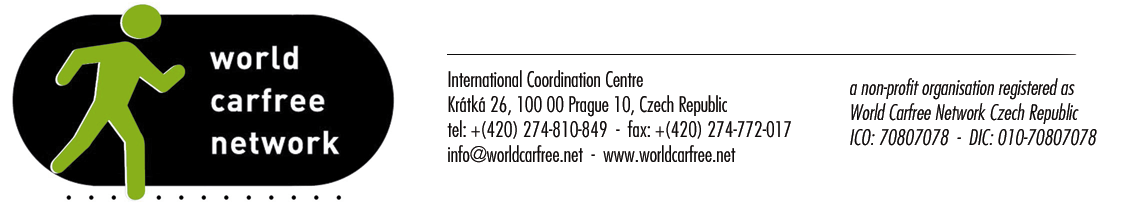 world
carfree
network
International Coordination Centre
Krátká 26, 100 00 Prague 10, Czech Republic
tel: +(420) 274-810-849 - fax: +(420) 274-772-017
info@worldcarfree.net - www.worldcarfree.net
a non-profit organisation registered as
World Carfree Network Czech Republic
ICO: 70807078 - DIC: 010-70807078